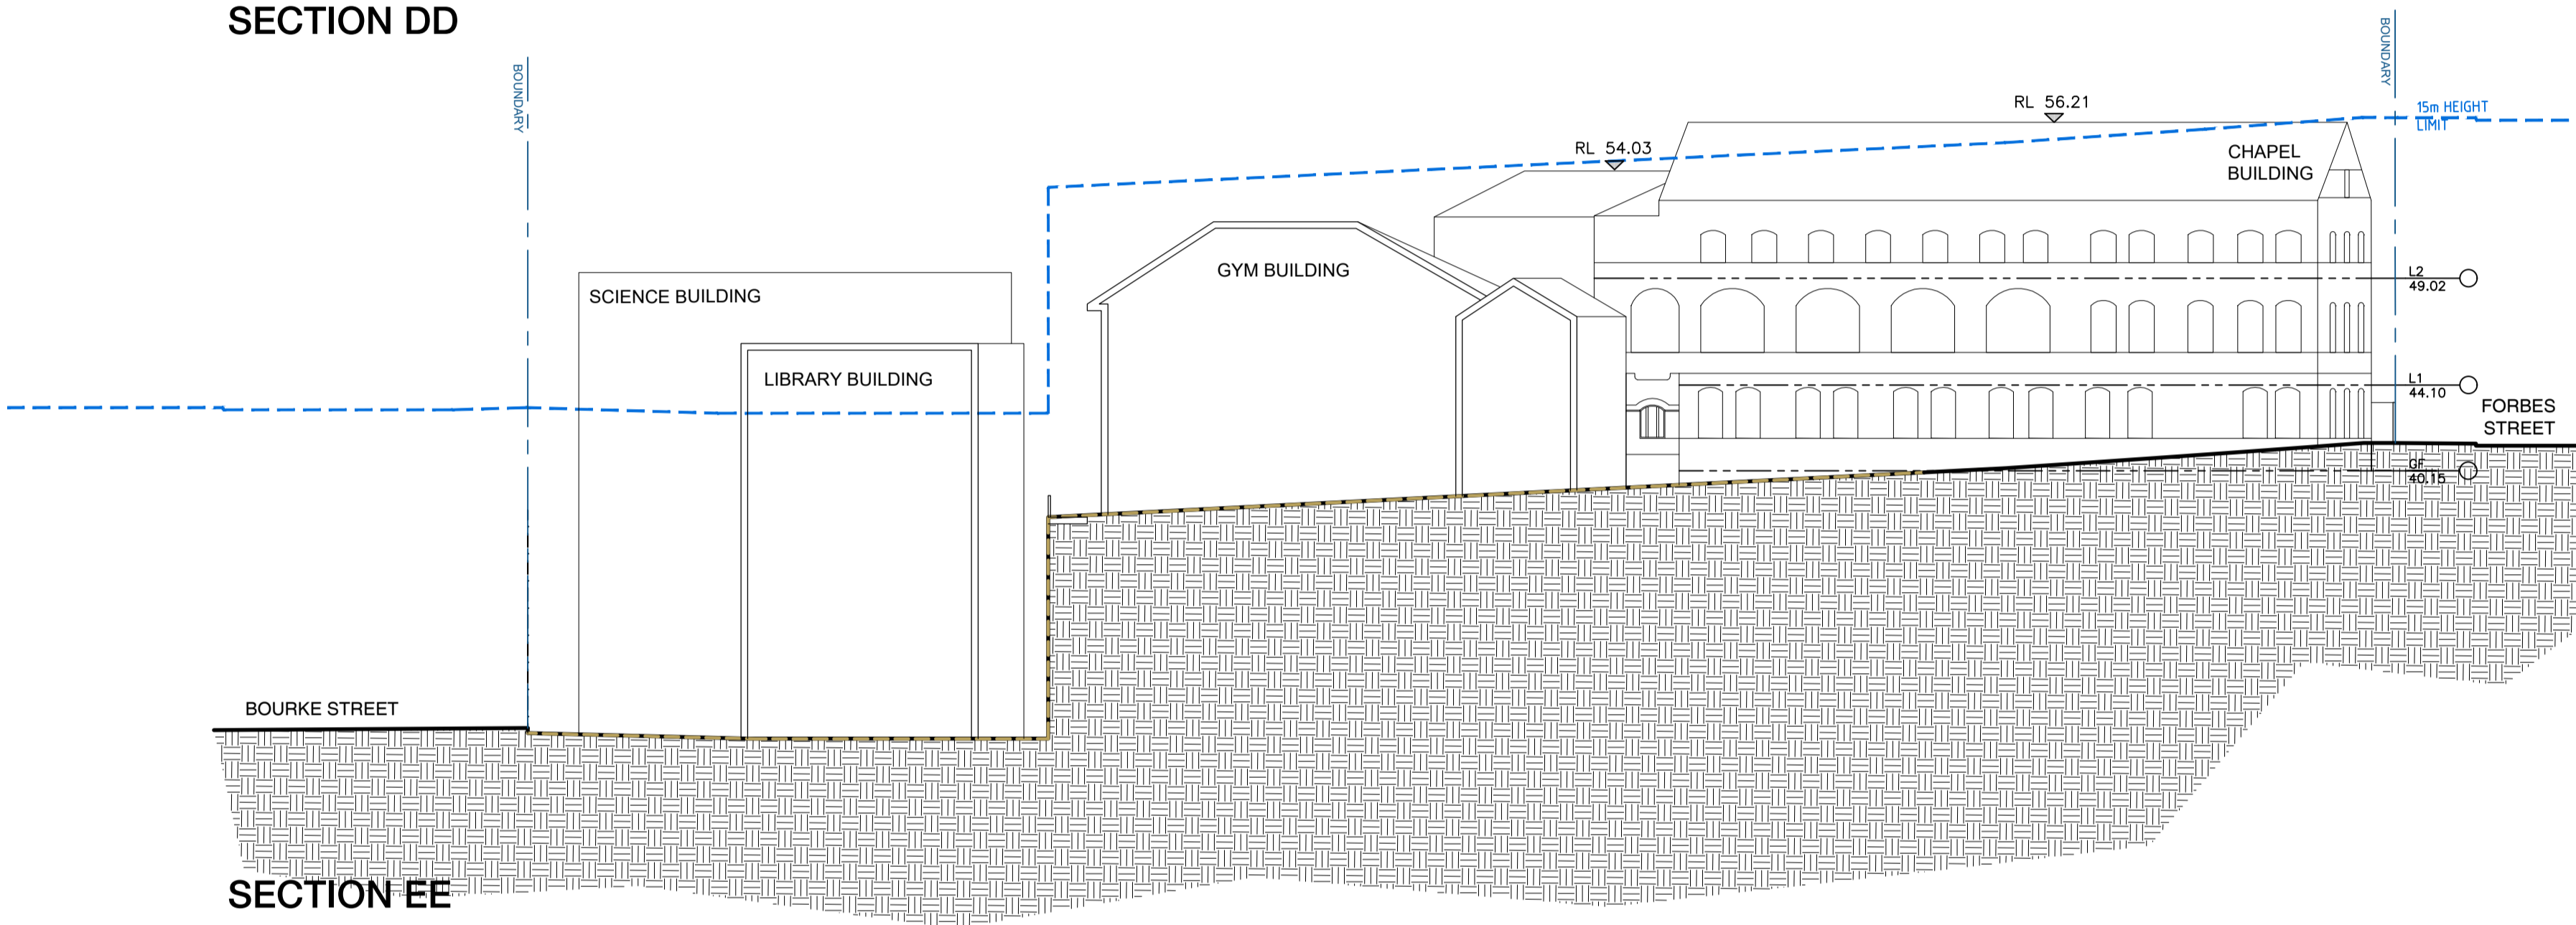 SECTION DD
BOUNDARY
BOUNDARY
RL 56.21
15m HEIGHT
LIMIT
RL 54.03
CHAPEL
BUILDING
GYM BUILDING
L2
49.02
SCIENCE BUILDING
LIBRARY BUILDING
L1
44.10
FORBES
STREET
GF
40.15
BOURKE STREET
SECTION EE